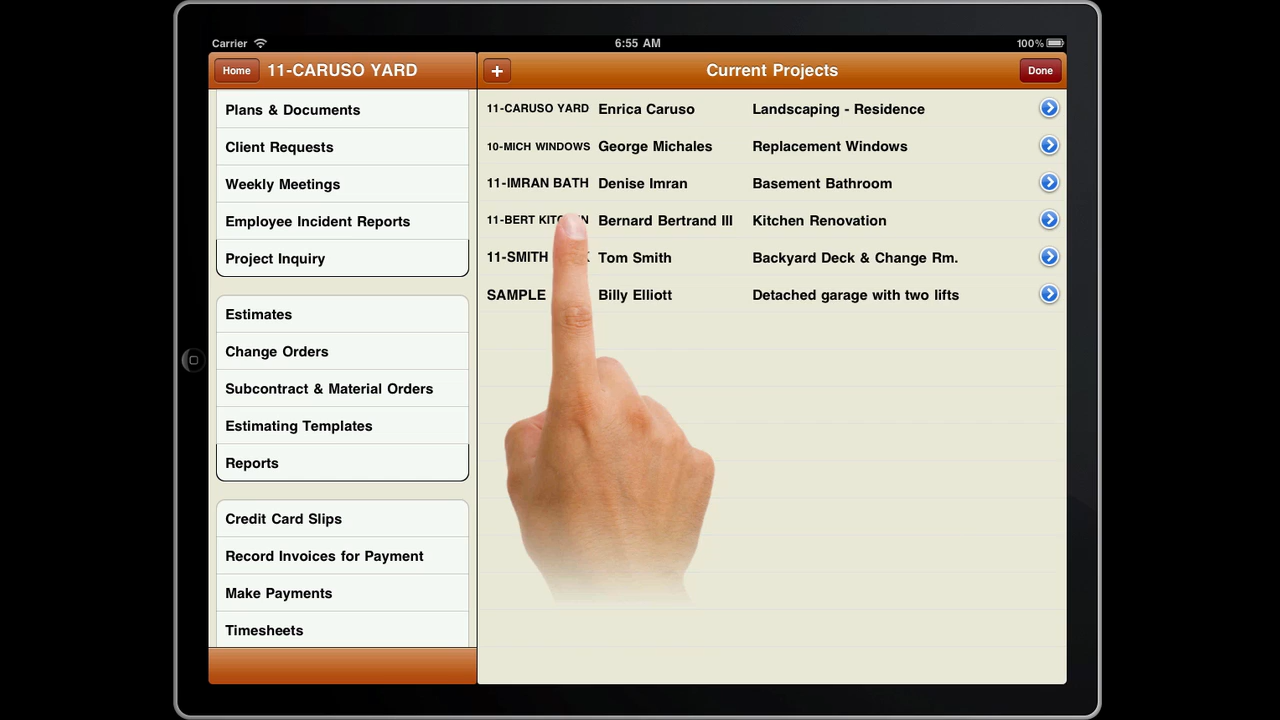 Carrier 6:55 AM 100%
Home 11-CARUSO YARD
+ Current Projects Done
Plans & Documents
Client Requests
Weekly Meetings
Employee Incident Reports
Project Inquiry
Estimates
Change Orders
Subcontract & Material Orders
Estimating Templates
Reports
Credit Card Slips
Record Invoices for Payment
Make Payments
Timesheets
11-CARUSO YARD Enrica Caruso Landscaping - Residence
10-MICH WINDOWS George Michales Replacement Windows
11-IMRAN BATH Denise Imran Basement Bathroom
11-BERT Bernard Bertrand III Kitchen Renovation
11-SMITH Tom Smith Backyard Deck & Change Rm.
SAMPLE Billy Elliott Detached garage with two lifts